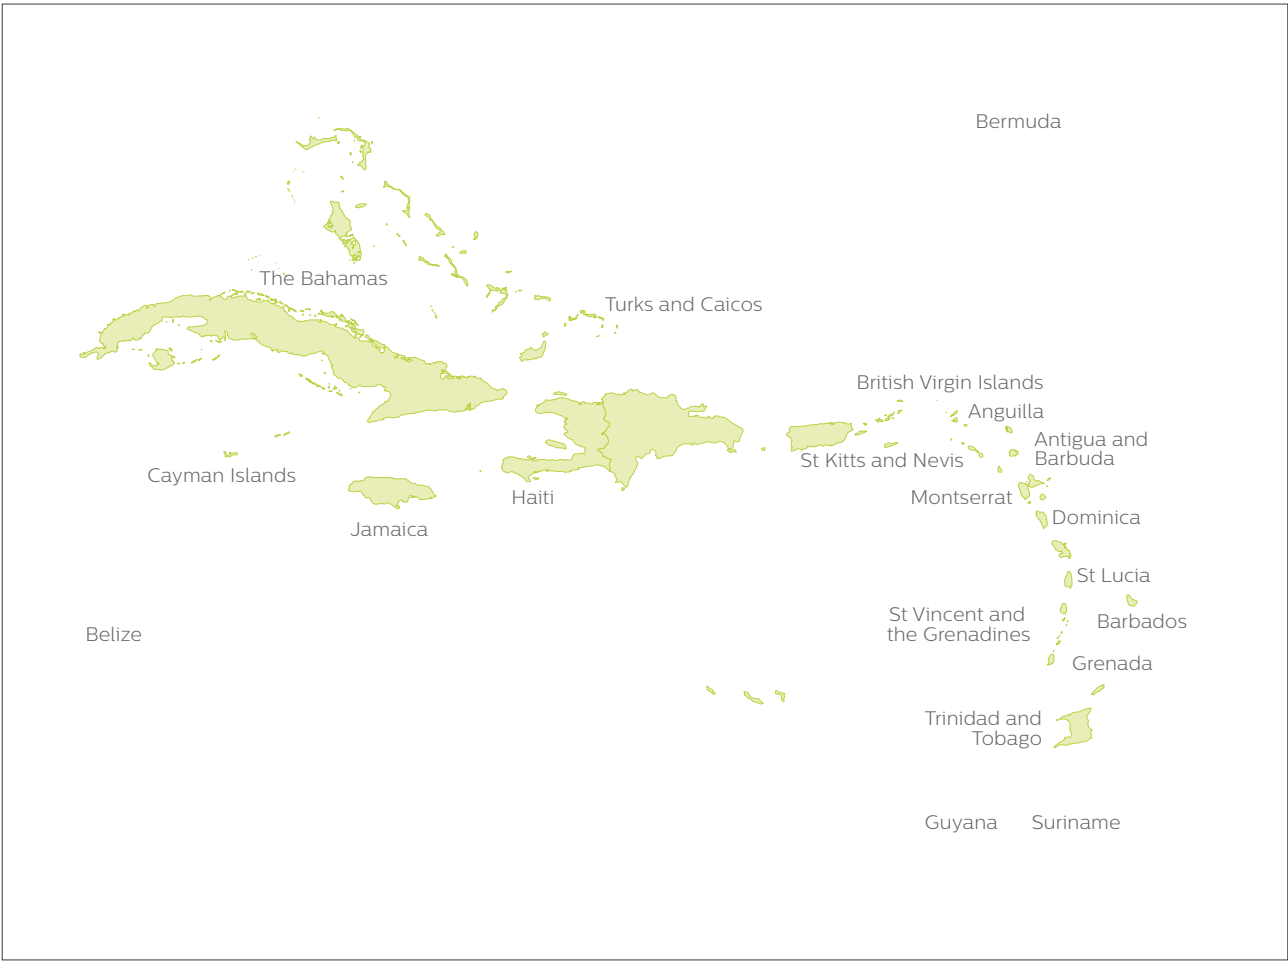 Bermuda
The Bahamas
Turks and Caicos
British Virgin Islands
Anguilla
Antigua and
Barbuda
St Kitts and Nevis
Cayman Islands
Haiti
Montserrat
Dominica
Jamaica
St Lucia
St Vincent and
the Grenadines
Barbados
Belize
Grenada
Trinidad and
Tobago
Guyana
Suriname